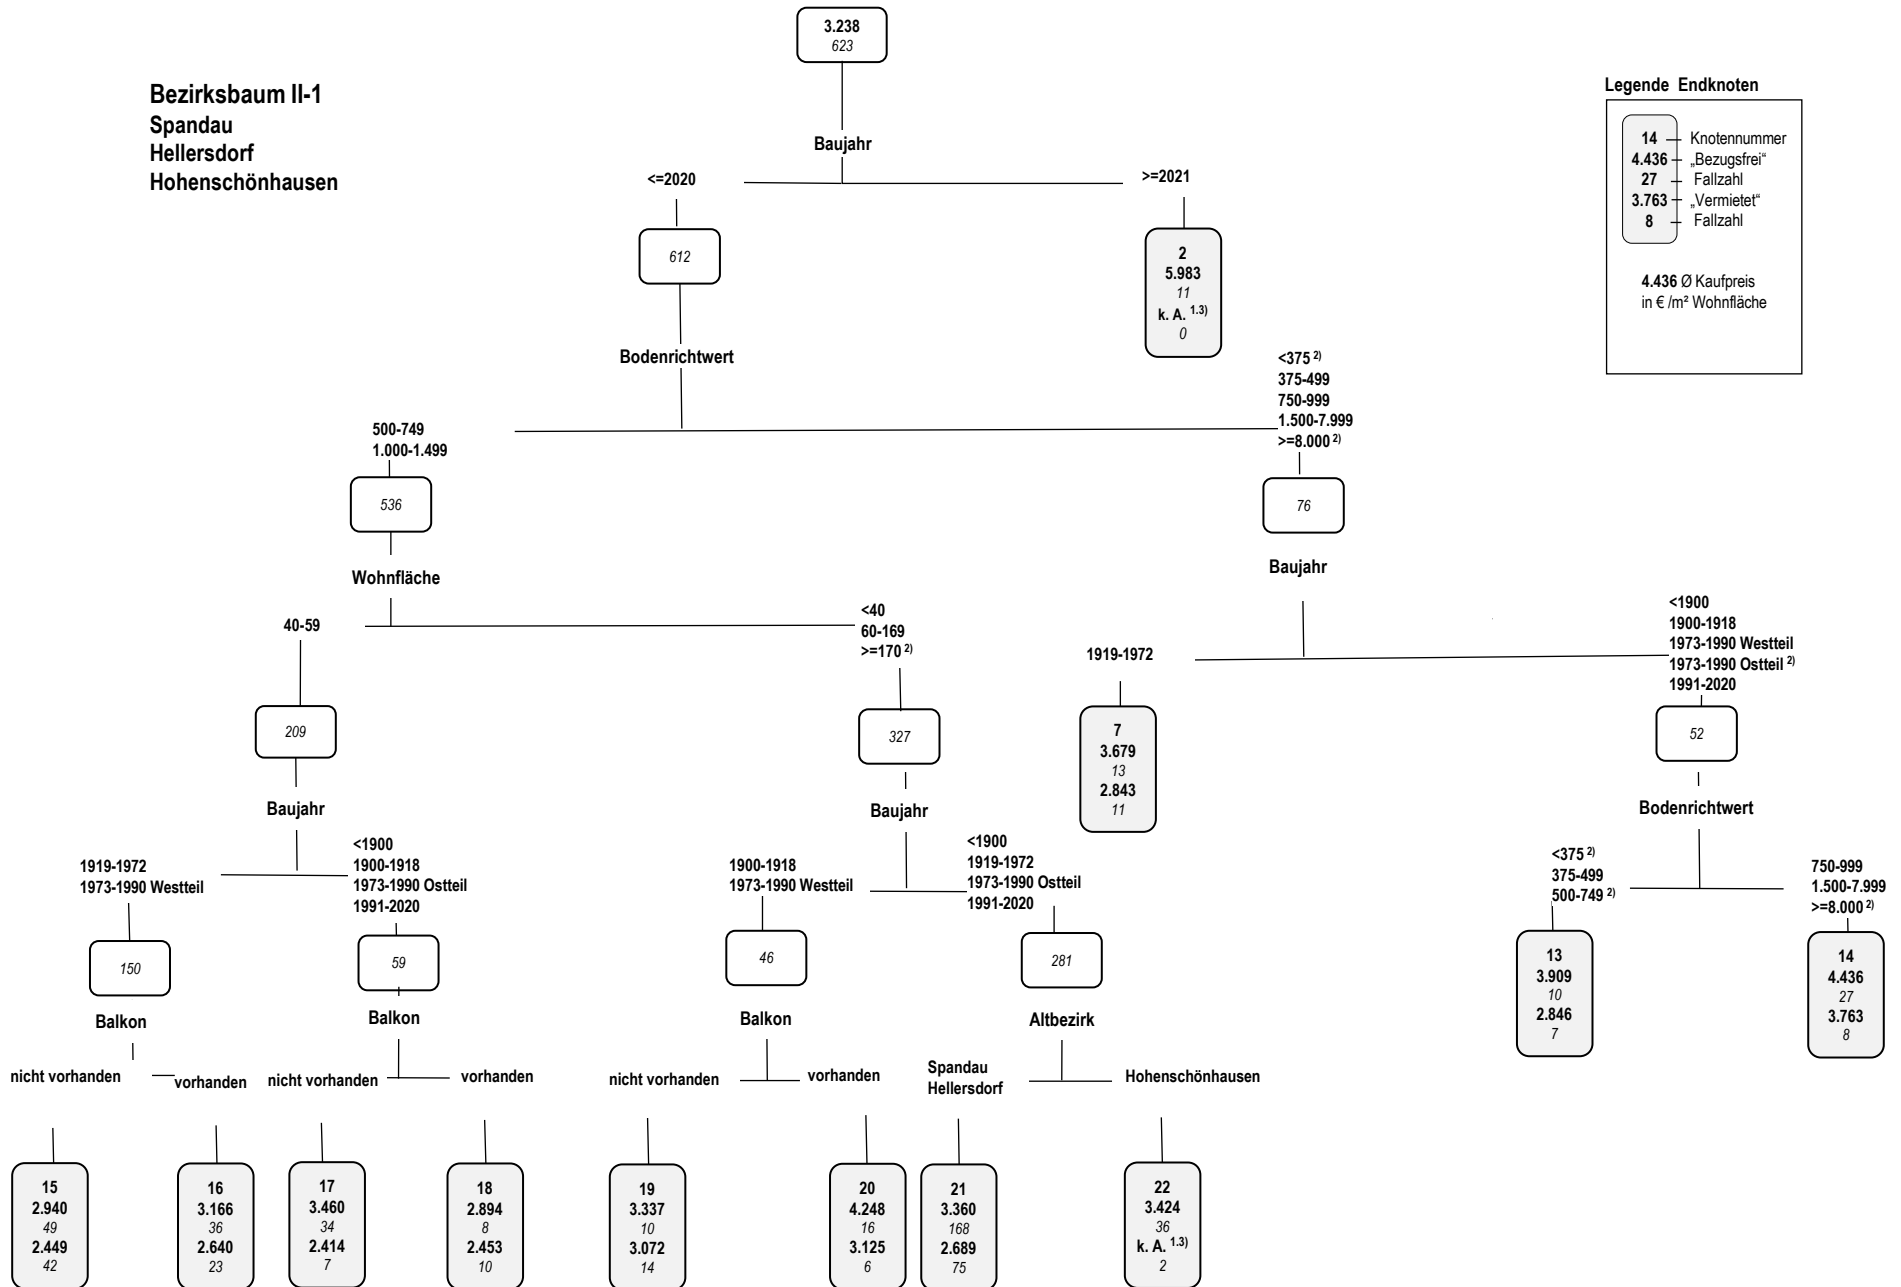 Bezirksbaum II-1
Spandau
Hellersdorf
Hohenschönhausen
3.238
623
Legende Endknoten
14 Knotennummer
4.436 „Bezugsfrei“
27 Fallzahl
3.763 „Vermietet“
8 Fallzahl
4.436 Ø Kaufpreis
in € /m² Wohnfläche
Baujahr
<=2020
>=2021
612
2
5.983
11
k. A. 1.3)
0
Bodenrichtwert
500-749
1.000-1.499
<375 2)
375-499
750-999
1.500-7.999
>=8.000 2)
536
76
Wohnfläche
Baujahr
40-59
<40
60-169
>=170 2)
1919-1972
<1900
1900-1918
1973-1990 Westteil
1973-1990 Ostteil 2)
1991-2020
209
327
7
3.679
13
2.843
11
52
Baujahr
Baujahr
Bodenrichtwert
1919-1972
1973-1990 Westteil
<1900
1900-1918
1973-1990 Ostteil
1991-2020
1900-1918
1973-1990 Westteil
<1900
1919-1972
1973-1990 Ostteil
1991-2020
<375 2)
375-499
500-749 2)
750-999
1.500-7.999
>=8.000 2)
150
59
46
281
13
3.909
10
2.846
7
14
4.436
27
3.763
8
Balkon
Balkon
Balkon
Altbezirk
nicht vorhanden
vorhanden
nicht vorhanden
vorhanden
nicht vorhanden
vorhanden
Spandau
Hellersdorf
Hohenschönhausen
15
2.940
49
2.449
42
16
3.166
36
2.640
23
17
3.460
34
2.414
7
18
2.894
8
2.453
10
19
3.337
10
3.072
14
20
4.248
16
3.125
6
21
3.360
168
2.689
75
22
3.424
36
k. A. 1.3)
2